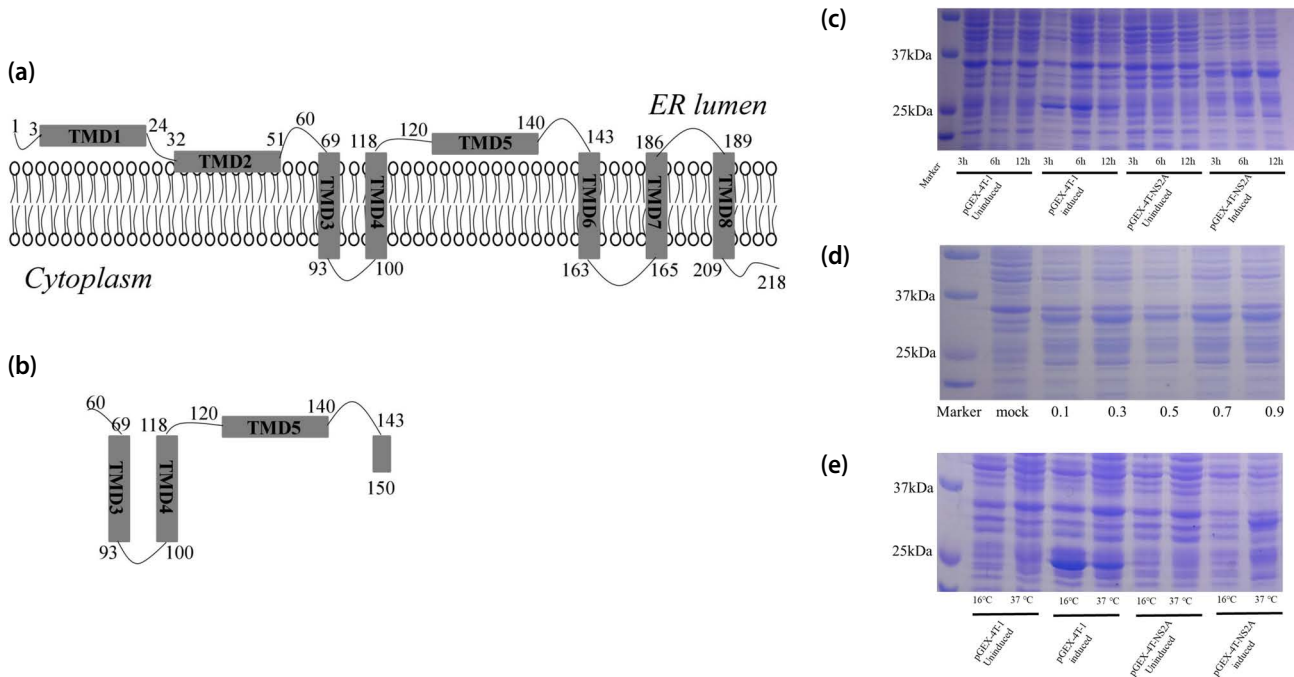 (a)
ER lumen
1 3 TMD1 24 32 TMD2 51 60 69 118 120 TMD5 140 143 186 189
TMD3 TMD4 TMD6 TMD7 TMD8
93 100 163 165 209 218
Cytoplasm
(b)
60 69 118 120 TMD5 140 143
TMD3 TMD4
93 100 150
(c)
37kDa
25kDa
Marker 3h 6h 12h 3h 6h 12h 3h 6h 12h 3h 6h 12h
pGEX-4T-1
Uninduced
pGEX-4T-1
induced
pGEX-4T-NS2A
Uninduced
pGEX-4T-NS2A
Induced
(d)
37kDa
25kDa
Marker mock 0.1 0.3 0.5 0.7 0.9
(e)
37kDa
25kDa
16°C 37 °C 16°C 37 °C 16°C 37 °C 16°C 37 °C
pGEX-4T-1
Uninduced
pGEX-4T-1
induced
pGEX-4T-NS2A
Uninduced
pGEX-4T-NS2A
induced